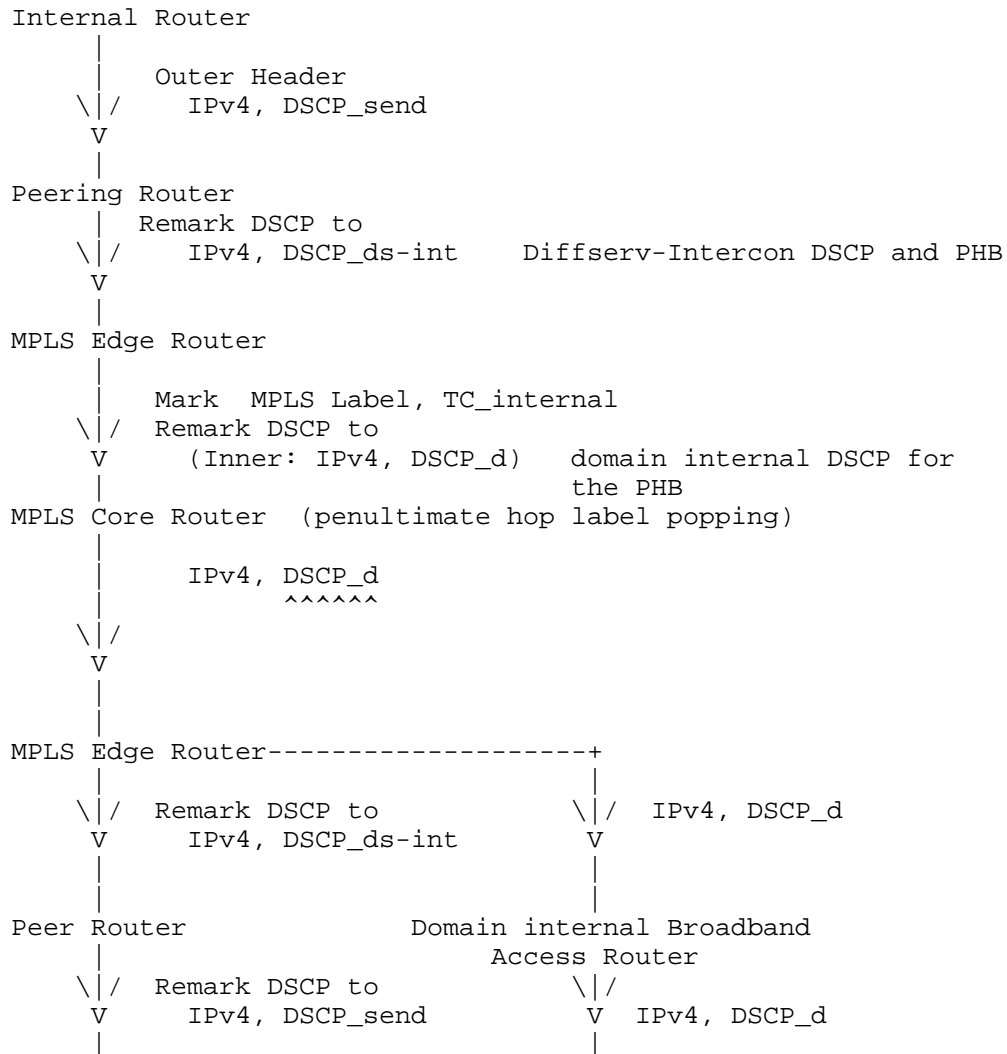 Internal Router
|
| Outer Header
\|/ IPv4, DSCP_send
V
|
Peering Router
| Remark DSCP to
\|/ IPv4, DSCP_ds-int Diffserv-Intercon DSCP and PHB
V
|
MPLS Edge Router
|
| Mark MPLS Label, TC_internal
\|/ Remark DSCP to
V (Inner: IPv4, DSCP_d) domain internal DSCP for
| the PHB
MPLS Core Router (penultimate hop label popping)
|
| IPv4, DSCP_d
| ^^^^^^
\|/
V
|
|
MPLS Edge Router--------------------+
| |
\|/ Remark DSCP to \|/ IPv4, DSCP_d
V IPv4, DSCP_ds-int V
| |
| |
Peer Router Domain internal Broadband
| Access Router
\|/ Remark DSCP to \|/
V IPv4, DSCP_send V IPv4, DSCP_d
| |